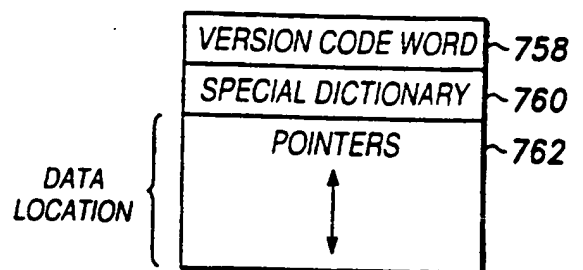 VERSION CODE WORD 758
SPECIAL DICTIONARY 760
POINTERS 762
DATA
LOCATION